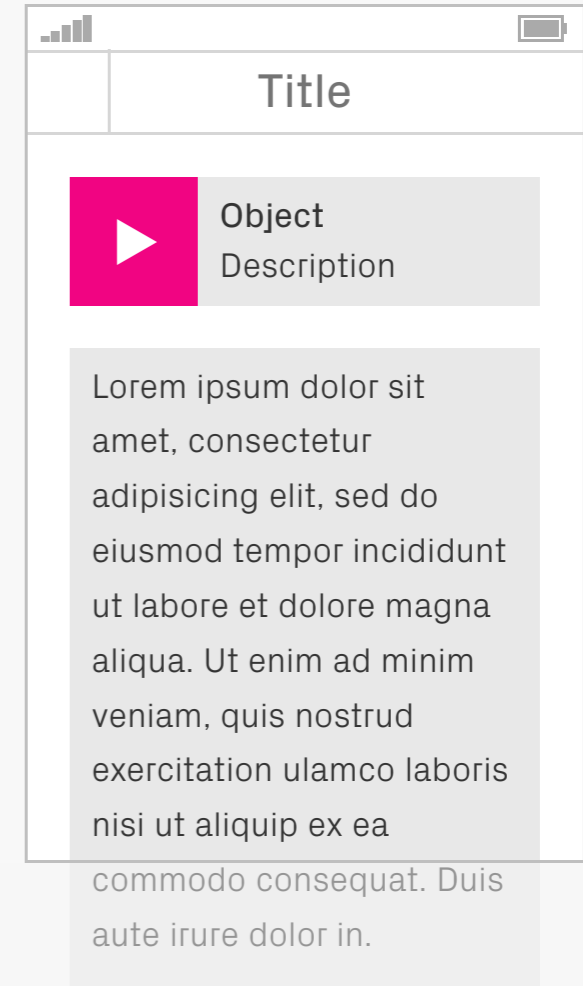 Title
Object
Description
Lorem ipsum dolor sit
amet, consectetur
adipisicing elit, sed do
eiusmod tempor incididunt
ut labore et dolore magna
aliqua. Ut enim ad minim
veniam, quis nostrud
exercitation ulamco laboris
nisi ut aliquip ex ea
commodo consequat. Duis
aute irure dolor in.